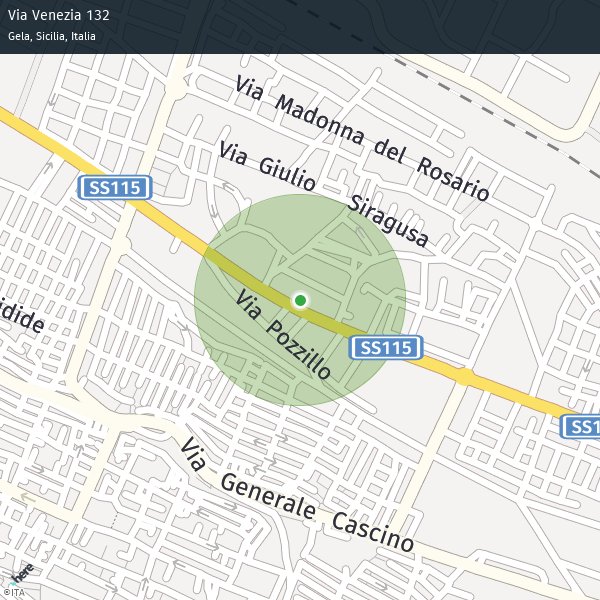 Via Venezia 132
Gela, Sicilia, Italia
Via Madonna del Rosario
Via Giulio Siragusa
SS115
Via Pozzillo
SS115
SS1
Via Generale Cascino
here
© ITA